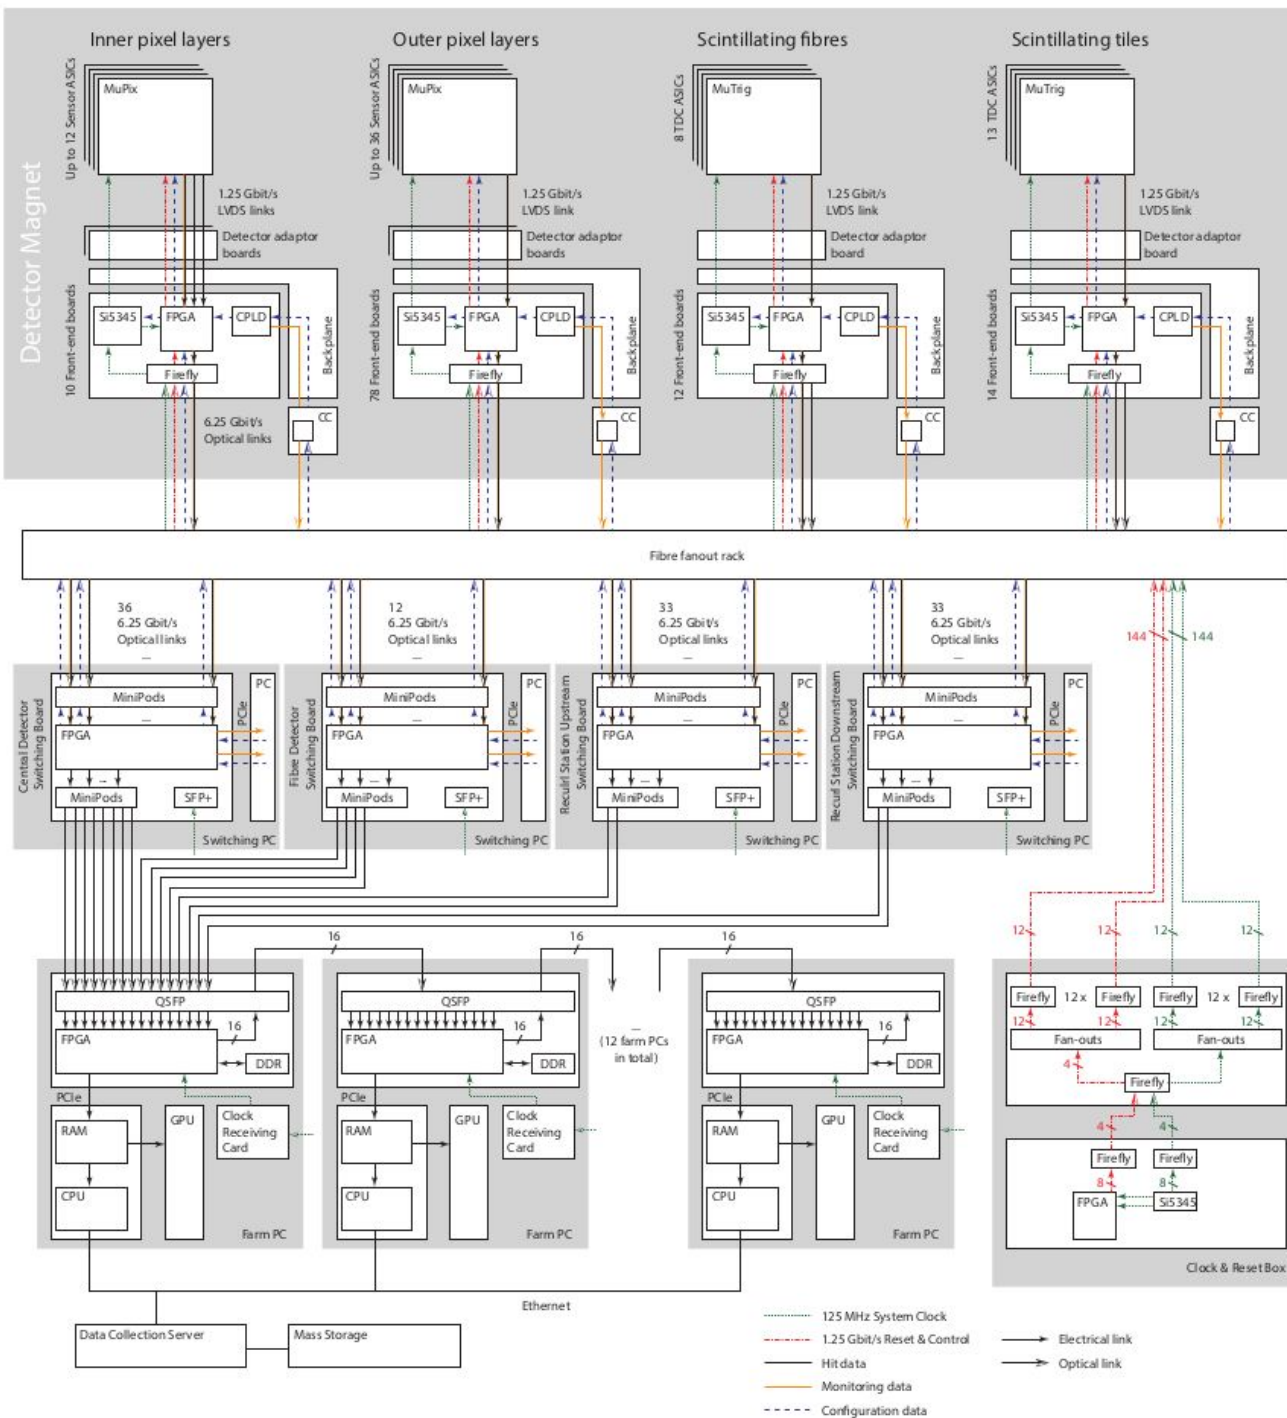 Inner pixel layers
Outer pixel layers
Scintillating fibres
Scintillating tiles
Detector Magnet
Up to 12 Sensor ASICs
MuPix
Up to 36 Sensor ASICs
MuPix
8 TDC ASICs
MuTrig
13 TDC ASICs
MuTrig
1.25 Gbit/s
LVDS links
1.25 Gbit/s
LVDS link
1.25 Gbit/s
LVDS link
1.25 Gbit/s
LVDS link
Detector adaptor
boards
Detector adaptor
boards
Detector adaptor
board
Detector adaptor
board
10 Front-end boards
Si5345
FPGA
CPLD
Firefly
Backplane
CC
78 Front-end boards
Si5345
FPGA
CPLD
Firefly
Backplane
CC
12 Front-end boards
Si5345
FPGA
CPLD
Firefly
Backplane
CC
14 Front-end boards
Si5345
FPGA
CPLD
Firefly
Backplane
CC
6.25 Gbit/s
Optical links
Fibre fanout rack
36
6.25 Gbit/s
Optical links
...
12
6.25 Gbit/s
Optical links
...
33
6.25 Gbit/s
Optical links
...
33
6.25 Gbit/s
Optical links
...
144
144
Central Detector
Switching Board
MiniPods
...
FPGA
...
MiniPods
SFP+
PCIe
PC
Switching PC
Fibre Detector
Switching Board
MiniPods
...
FPGA
...
MiniPods
SFP+
PCIe
PC
Switching PC
Recuirl Station Upstream
Switching Board
MiniPods
...
FPGA
...
MiniPods
SFP+
PCIe
PC
Switching PC
Recurl Station Downstream
Switching Board
MiniPods
...
FPGA
...
MiniPods
SFP+
PCIe
PC
Switching PC
16
16
16
QSFP
FPGA
16
DDR
PCIe
RAM
GPU
Clock
Receiving
Card
CPU
Farm PC
QSFP
FPGA
16
DDR
PCIe
RAM
GPU
Clock
Receiving
Card
CPU
Farm PC
...
(12 farm PCs
in total)
QSFP
FPGA
16
DDR
PCIe
RAM
GPU
Clock
Receiving
Card
CPU
Farm PC
12
12
12
12
Firefly
12 x
Firefly
Firefly
12 x
Firefly
12
12
12
12
Fan-outs
Fan-outs
4
Firefly
4
4
Firefly
Firefly
8
8
FPGA
Si5345
Clock & Reset Box
Ethernet
Data Collection Server
Mass Storage
125 MHz System Clock
1.25 Gbit/s Reset & Control
Hit data
Monitoring data
Configuration data
Electrical link
Optical link